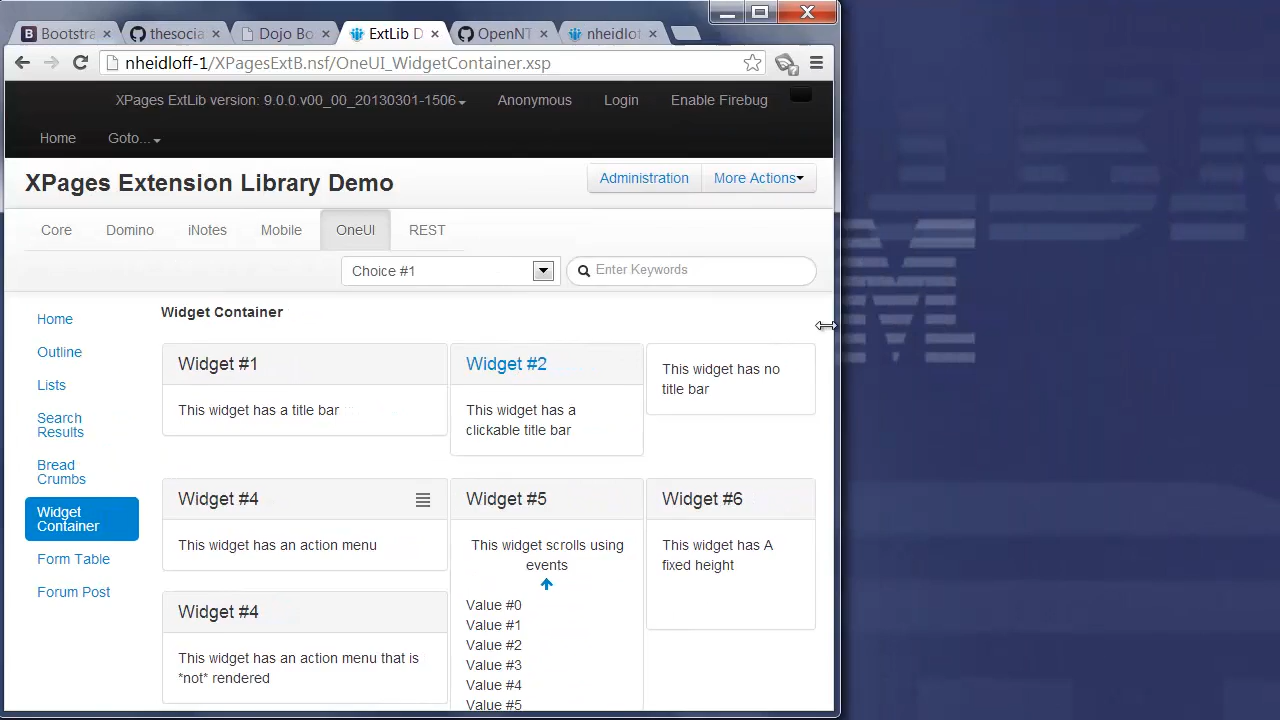 Bootstra
thesocia
Dojo Bo
ExtLib D
OpenNT
nheidlof
nheidloff-1/XPagesExtB.nsf/OneUI_WidgetContainer.xsp
XPages ExtLib version: 9.0.0.v00_00_20130301-1506
Anonymous
Login
Enable Firebug
Home
Goto...
XPages Extension Library Demo
Administration
More Actions
Core
Domino
iNotes
Mobile
OneUI
REST
Choice #1
Enter Keywords
Home
Outline
Lists
Search
Results
Bread
Crumbs
Widget
Container
Form Table
Forum Post
Widget Container
Widget #1
This widget has a title bar
Widget #2
This widget has a
clickable title bar
This widget has no
title bar
Widget #4
This widget has an action menu
Widget #5
This widget scrolls using
events
Value #0
Value #1
Value #2
Value #3
Value #4
Value #5
Widget #6
This widget has A
fixed height
Widget #4
This widget has an action menu that is
*not* rendered